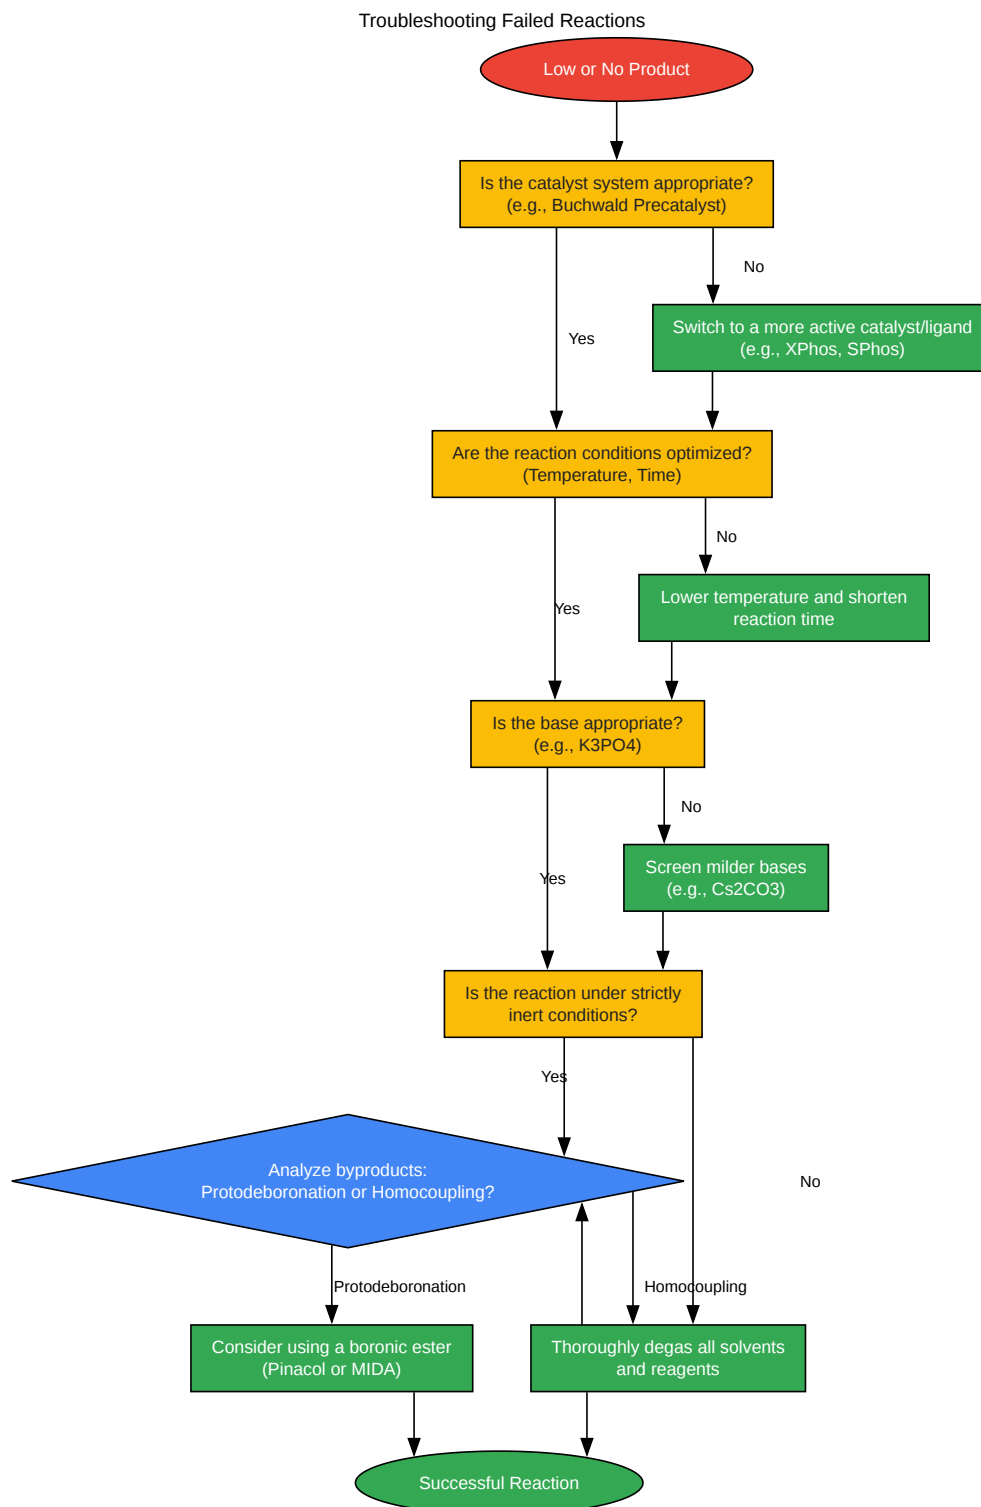 Troubleshooting Failed Reactions
Low or No Product
Is the catalyst system appropriate?
(e.g., Buchwald Precatalyst)
No
Switch to a more active catalyst/ligand
(e.g., XPhos, SPhos)
Yes
Are the reaction conditions optimized?
(Temperature, Time)
No
Lower temperature and shorten
reaction time
Yes
Is the base appropriate?
(e.g., K3PO4)
No
Screen milder bases
(e.g., Cs2CO3)
Yes
Is the reaction under strictly
inert conditions?
Yes
Analyze byproducts:
Protodeboronation or Homocoupling?
No
Protodeboronation
Homocoupling
Consider using a boronic ester
(Pinacol or MIDA)
Thoroughly degas all solvents
and reagents
Successful Reaction